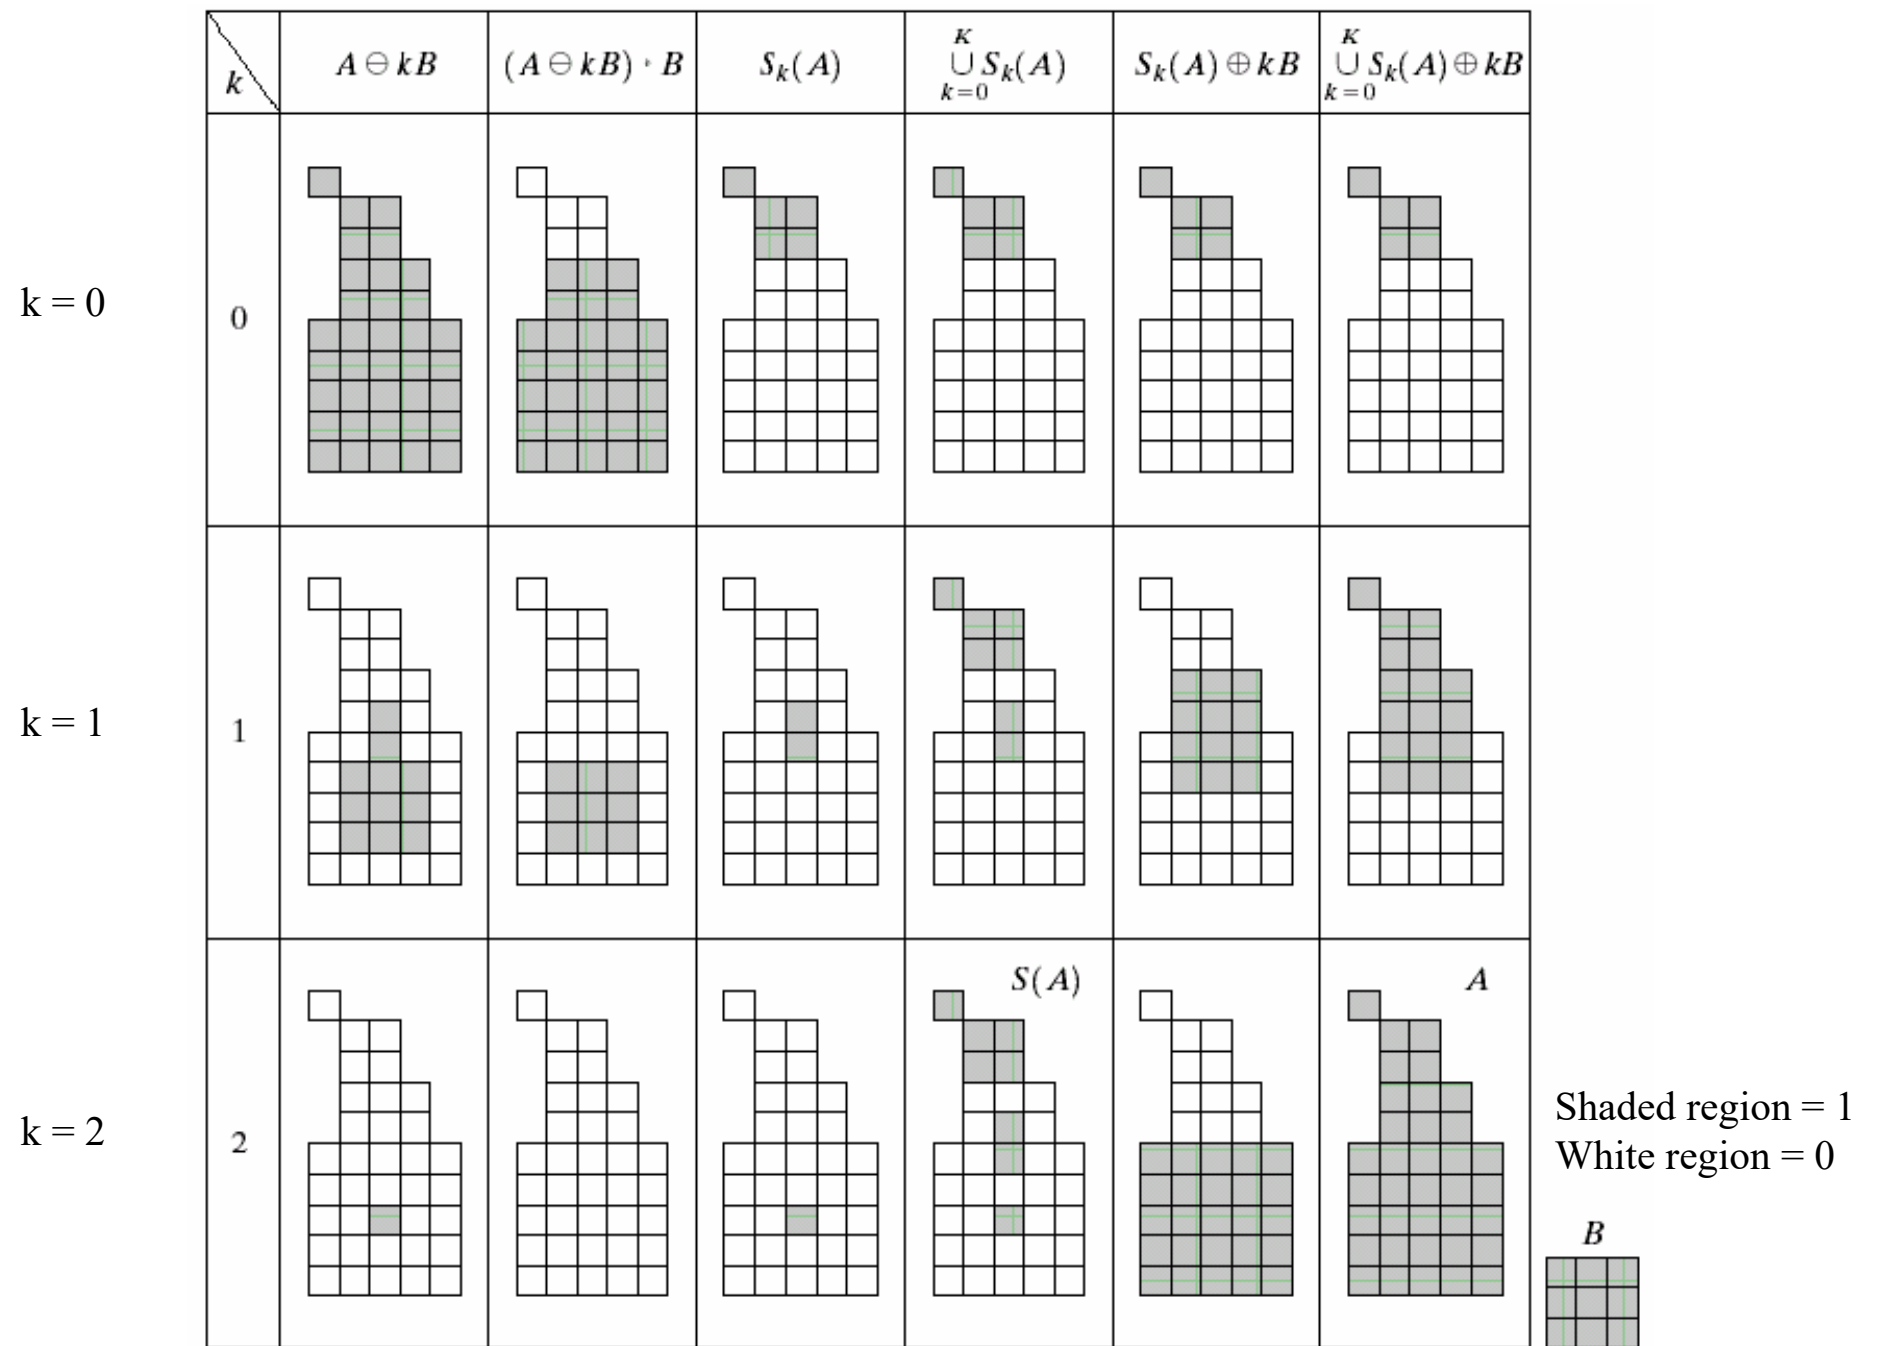 k A ⊖ kB (A ⊖ kB) ∘ B S_k(A) K ∪ k=0 S_k(A) S_k(A) ⊕ kB K ∪ k=0 S_k(A) ⊕ kB
k = 0 0
k = 1 1
S(A) A
k = 2 2
Shaded region = 1
White region = 0
B